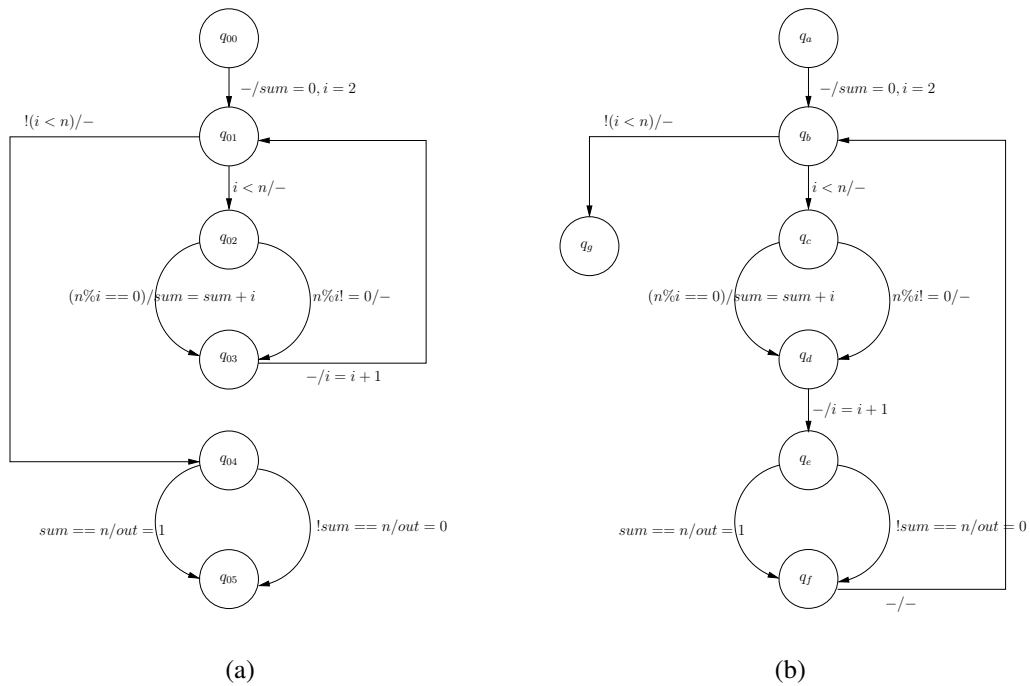 q00
−/sum = 0, i = 2
!(i < n)/−
q01
i < n/−
q02
(n%i == 0)/sum = sum + i
n%i! = 0/−
q03
−/i = i + 1
q04
sum == n/out = 1
!sum == n/out = 0
q05
(a)
qa
−/sum = 0, i = 2
!(i < n)/−
qb
i < n/−
qg
qc
(n%i == 0)/sum = sum + i
n%i! = 0/−
qd
−/i = i + 1
qe
sum == n/out = 1
!sum == n/out = 0
qf
−/−
(b)